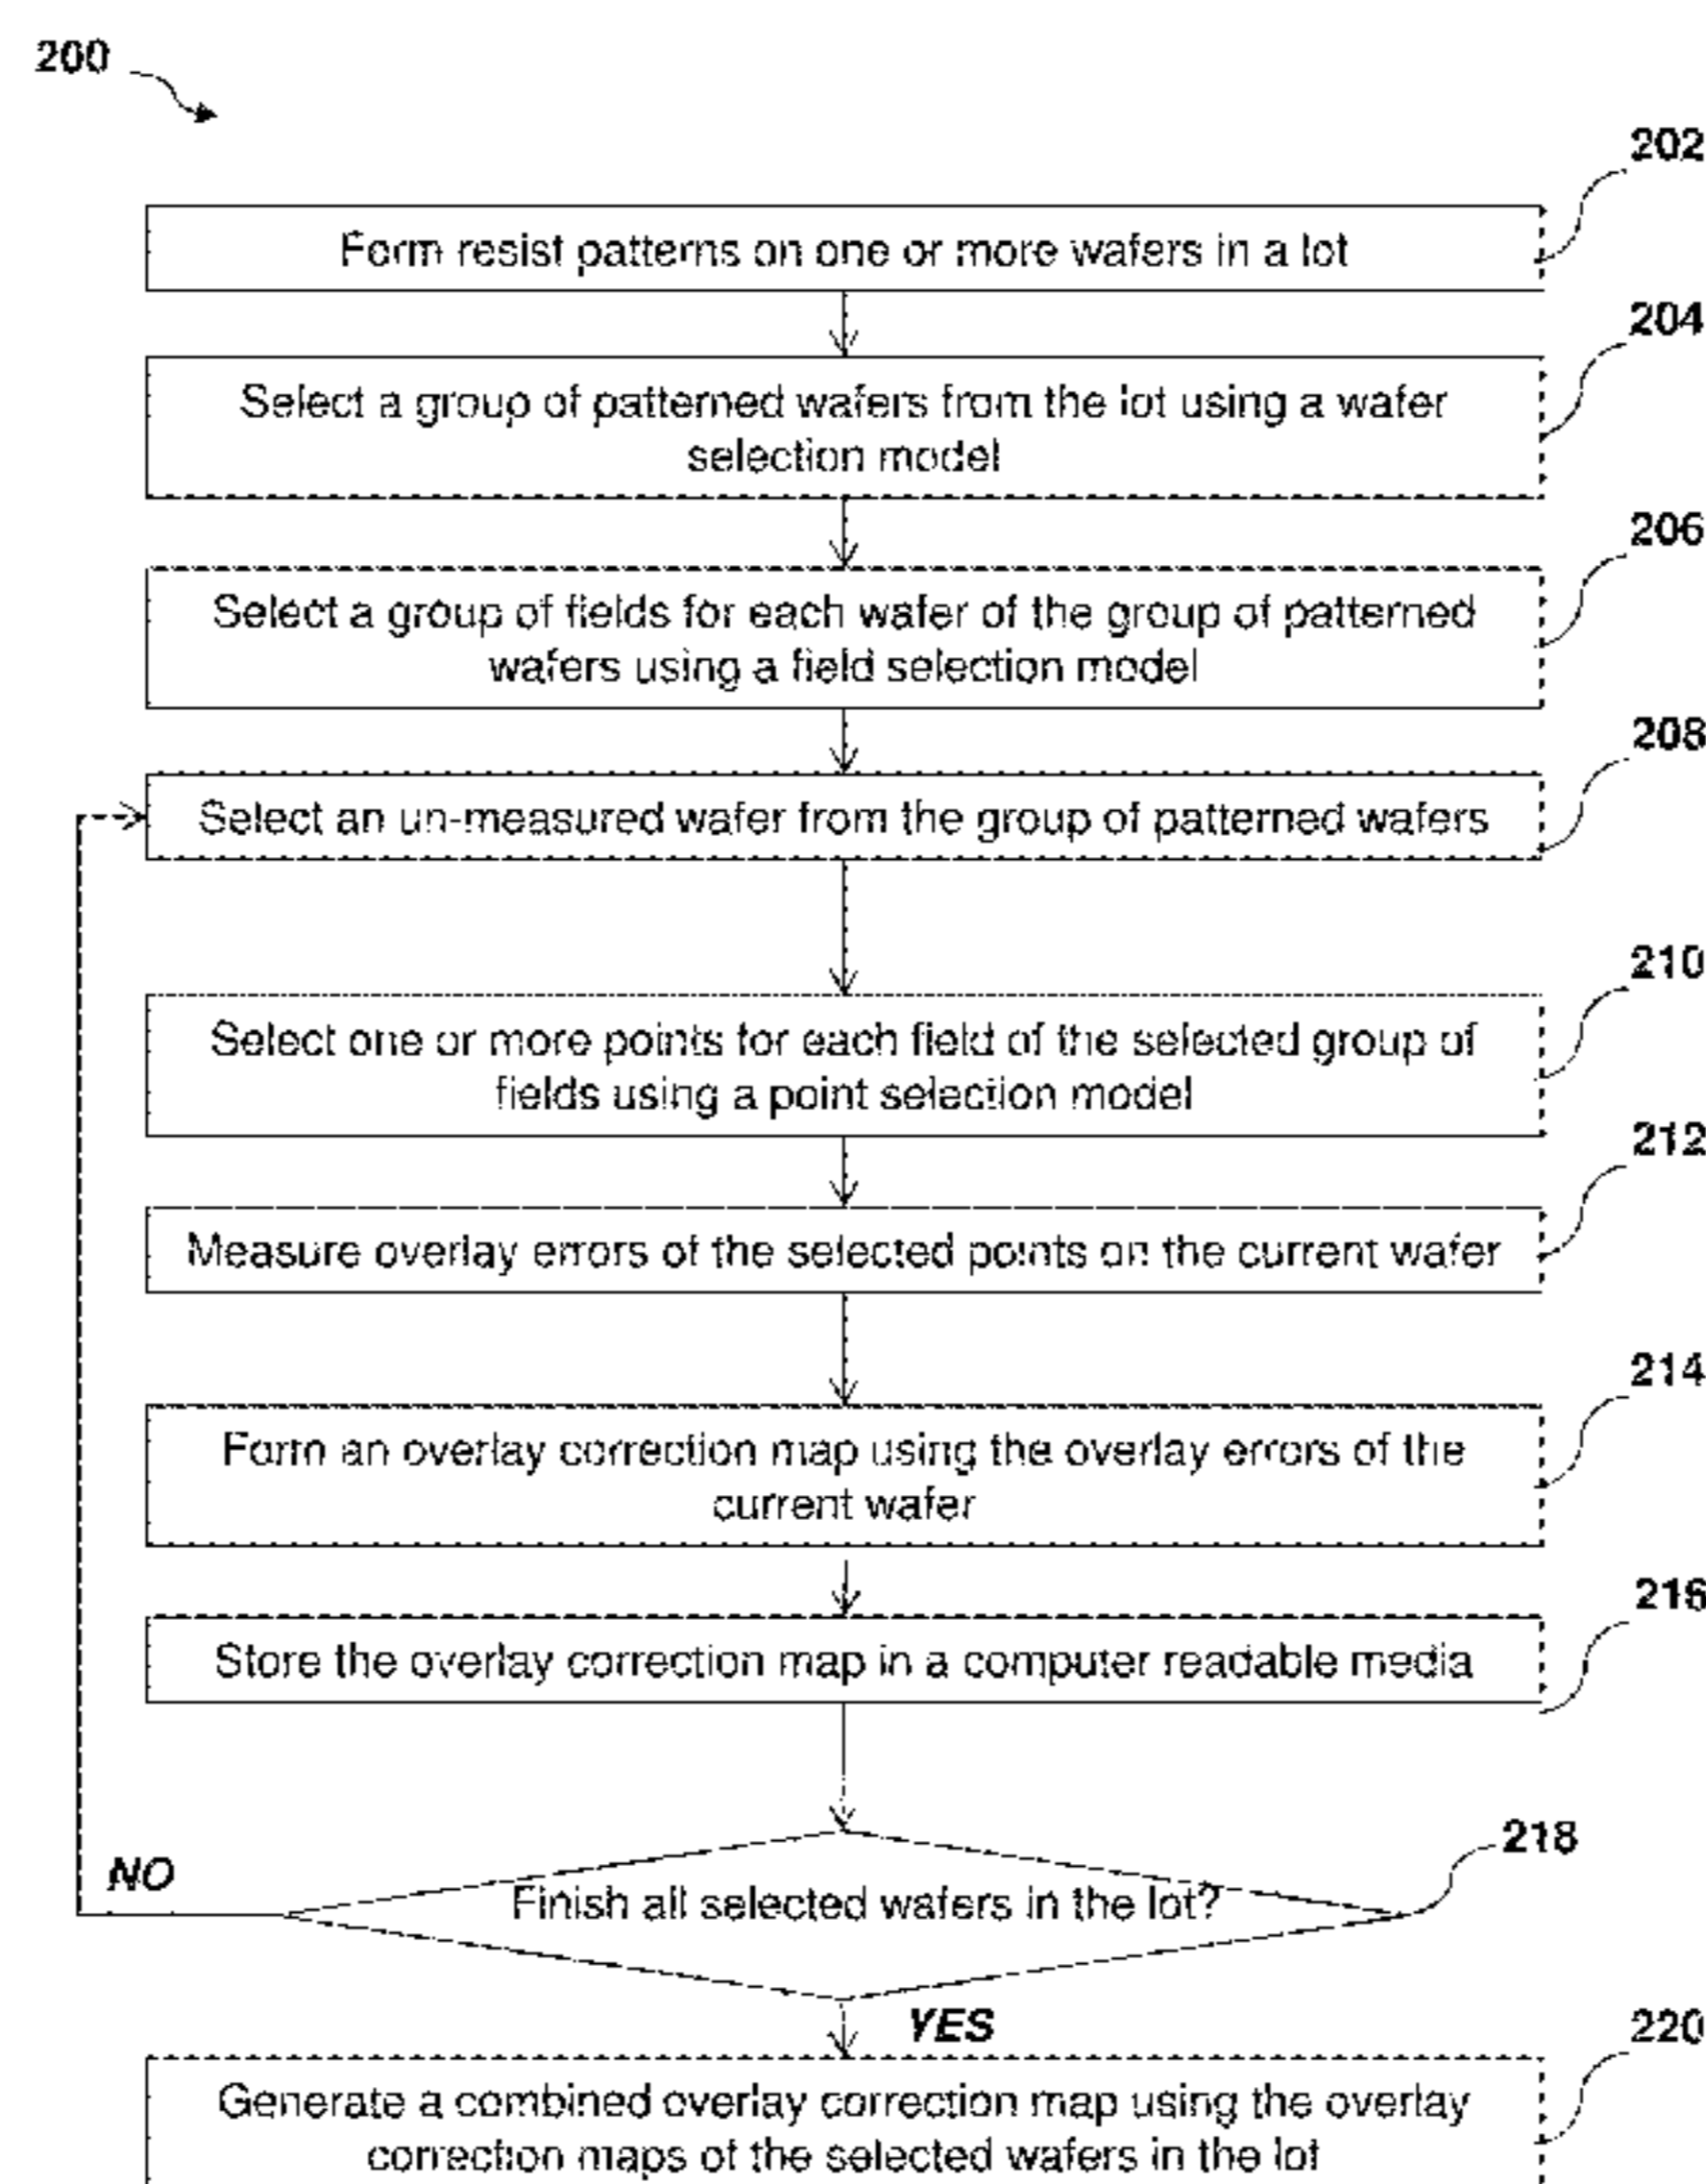 200
202
Form resist patterns on one or more wafers in a lot
204
Select a group of patterned wafers from the lot using a wafer
selection model
206
Select a group of fields for each wafer of the group of patterned
wafers using a field selection model
208
Select an un-measured wafer from the group of patterned wafers
210
Select one or more points for each field of the selected group of
fields using a point selection model
212
Measure overlay errors of the selected points on the current wafer
214
Form an overlay correction map using the overlay errors of the
current wafer
216
Store the overlay correction map in a computer readable media
218
NO
Finish all selected wafers in the lot?
YES
220
Generate a combined overlay correction map using the overlay
correction maps of the selected wafers in the lot